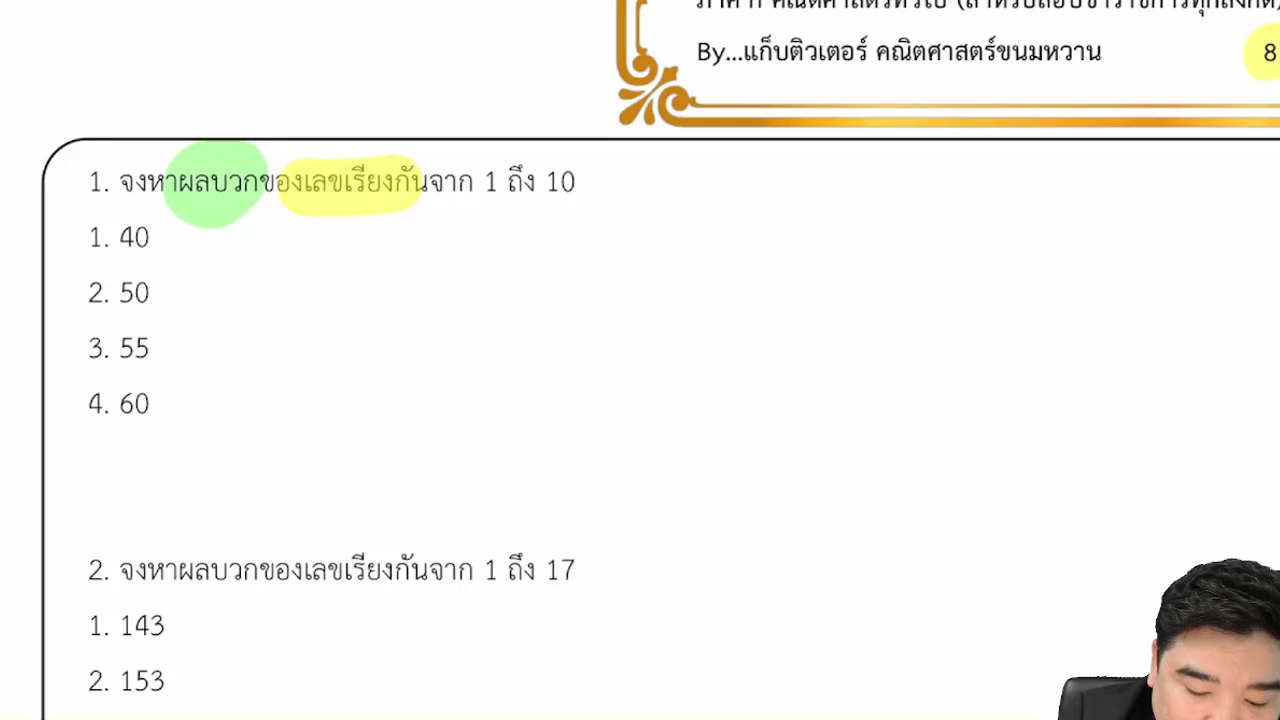 By...แก็บติวเตอร์ คณิตศาสตร์ขนมหวาน
8
1. จงหาผลบวกของเลขเรียงกันจาก 1 ถึง 10
1. 40
2. 50
3. 55
4. 60
2. จงหาผลบวกของเลขเรียงกันจาก 1 ถึง 17
1. 143
2. 153